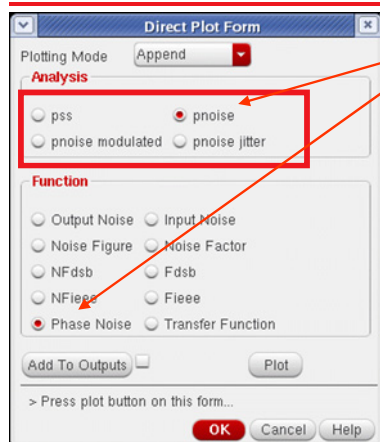 Direct Plot Form
Plotting Mode Append
Analysis
pss pnoise
pnoise modulated pnoise jitter
Function
Output Noise Input Noise
Noise Figure Noise Factor
NFdsb Fdsb
NFieee Fieee
Phase Noise Transfer Function
Add To Outputs Plot
> Press plot button on this form...
OK Cancel Help